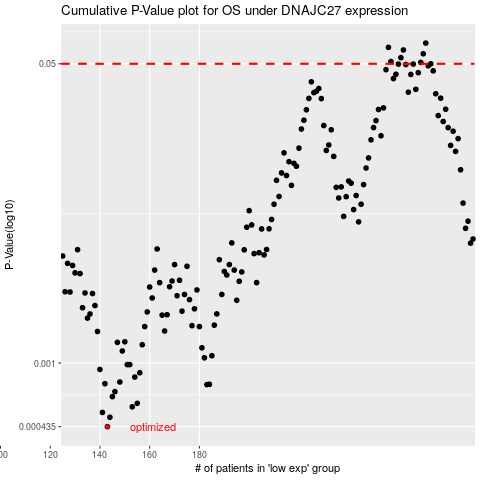 Cumulative P-Value plot for OS under DNAJC27 expression
0.05
P-Value(log10)
0.001
0.000435
optimized
00 120 140 160 180
# of patients in 'low exp' group